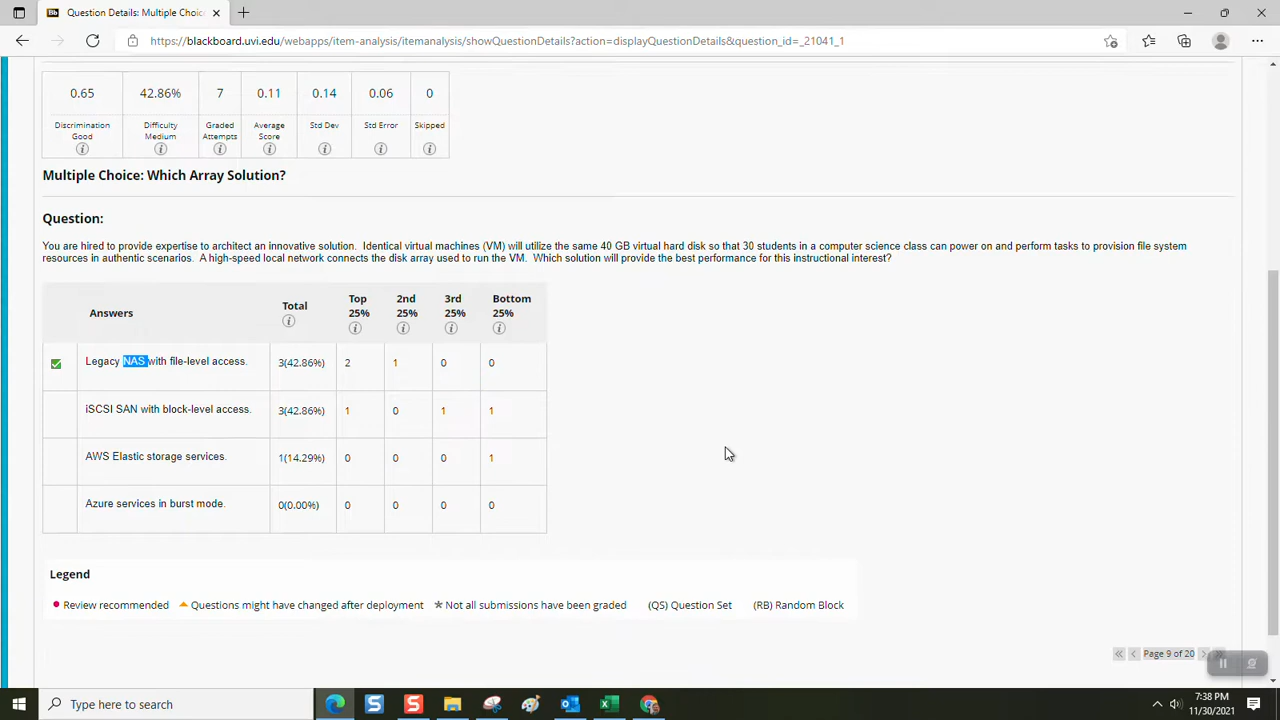 Question Details: Multiple Choic
https://blackboard.uvi.edu/webapps/item-analysis/itemanalysis/showQuestionDetails?action=displayQuestionDetails&question_id=_21041_1
0.65 42.86% 7 0.11 0.14 0.06 0
Discrimination Difficulty Graded Average Std Dev Std Error Skipped
Good Medium Attempts Score
Multiple Choice: Which Array Solution?
Question:
You are hired to provide expertise to architect an innovative solution. Identical virtual machines (VM) will utilize the same 40 GB virtual hard disk so that 30 students in a computer science class can power on and perform tasks to provision file system
resources in authentic scenarios. A high-speed local network connects the disk array used to run the VM. Which solution will provide the best performance for this instructional interest?
Answers Total Top 2nd 3rd Bottom
25% 25% 25% 25%
Legacy NAS with file-level access. 3(42.86%) 2 1 0 0
iSCSI SAN with block-level access. 3(42.86%) 1 0 1 1
AWS Elastic storage services. 1(14.29%) 0 0 0 1
Azure services in burst mode. 0(0.00%) 0 0 0 0
Legend
Review recommended Questions might have changed after deployment Not all submissions have been graded (QS) Question Set (RB) Random Block
Page 9 of 20
Type here to search
7:38 PM
11/30/2021